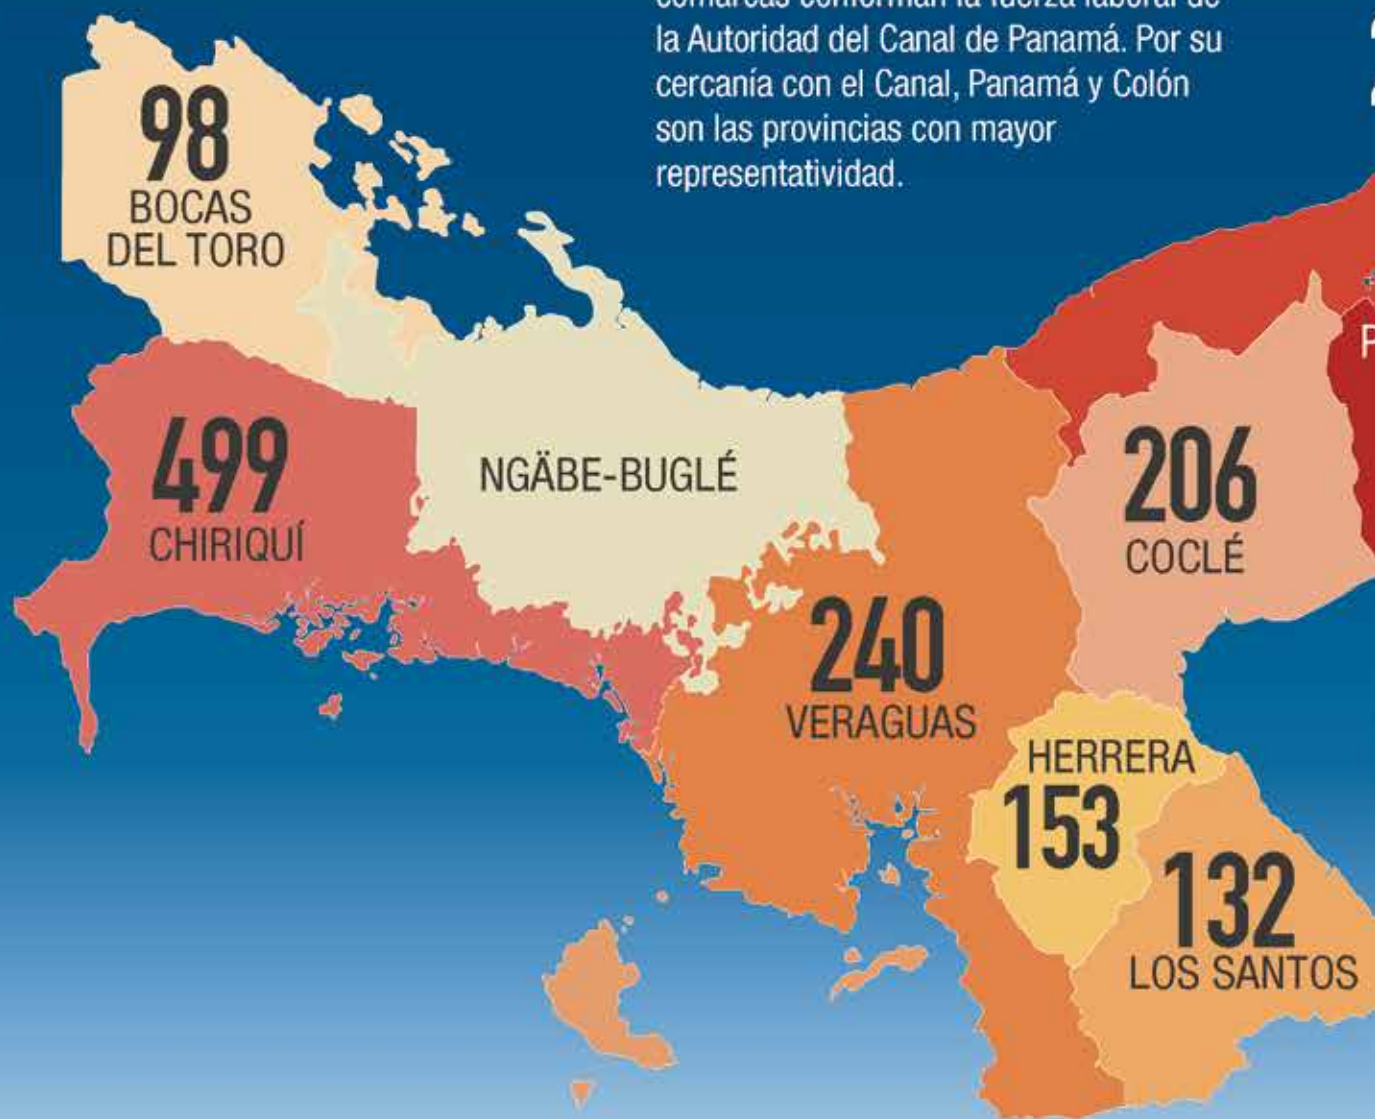 la Autoridad del Canal de Panamá. Por su
cercanía con el Canal, Panamá y Colón
son las provincias con mayor
representatividad.
98
BOCAS
DEL TORO
499
CHIRIQUÍ
NGÄBE-BUGLÉ
206
COCLÉ
240
VERAGUAS
HERRERA
153
132
LOS SANTOS